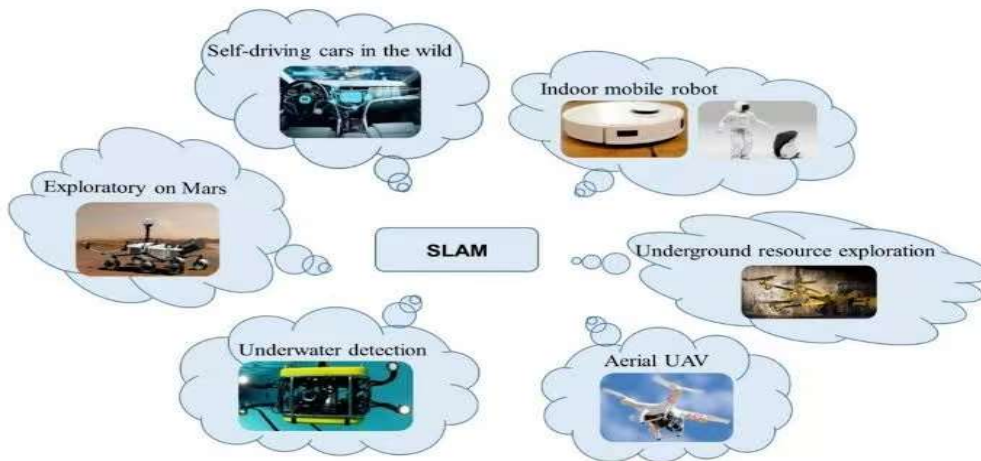 Self-driving cars in the wild
Indoor mobile robot
Exploratory on Mars
SLAM
Underground resource exploration
Underwater detection
Aerial UAV